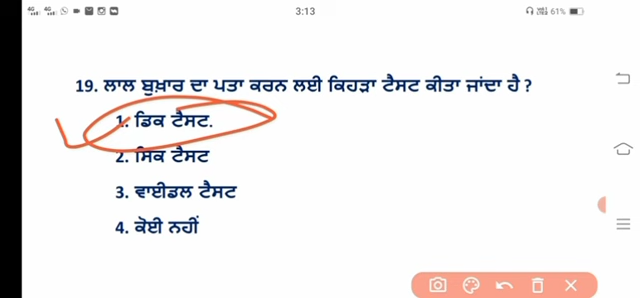 3:13
61%
19. ਲਾਲ ਬੁਖ਼ਾਰ ਦਾ ਪਤਾ ਕਰਨ ਲਈ ਕਿਹੜਾ ਟੈਸਟ ਕੀਤਾ ਜਾਂਦਾ ਹੈ ?
1. ਡਿਕ ਟੈਸਟ.
2. ਸਿਕ ਟੈਸਟ
3. ਵਾਈਡਲ ਟੈਸਟ
4. ਕੋਈ ਨਹੀਂ